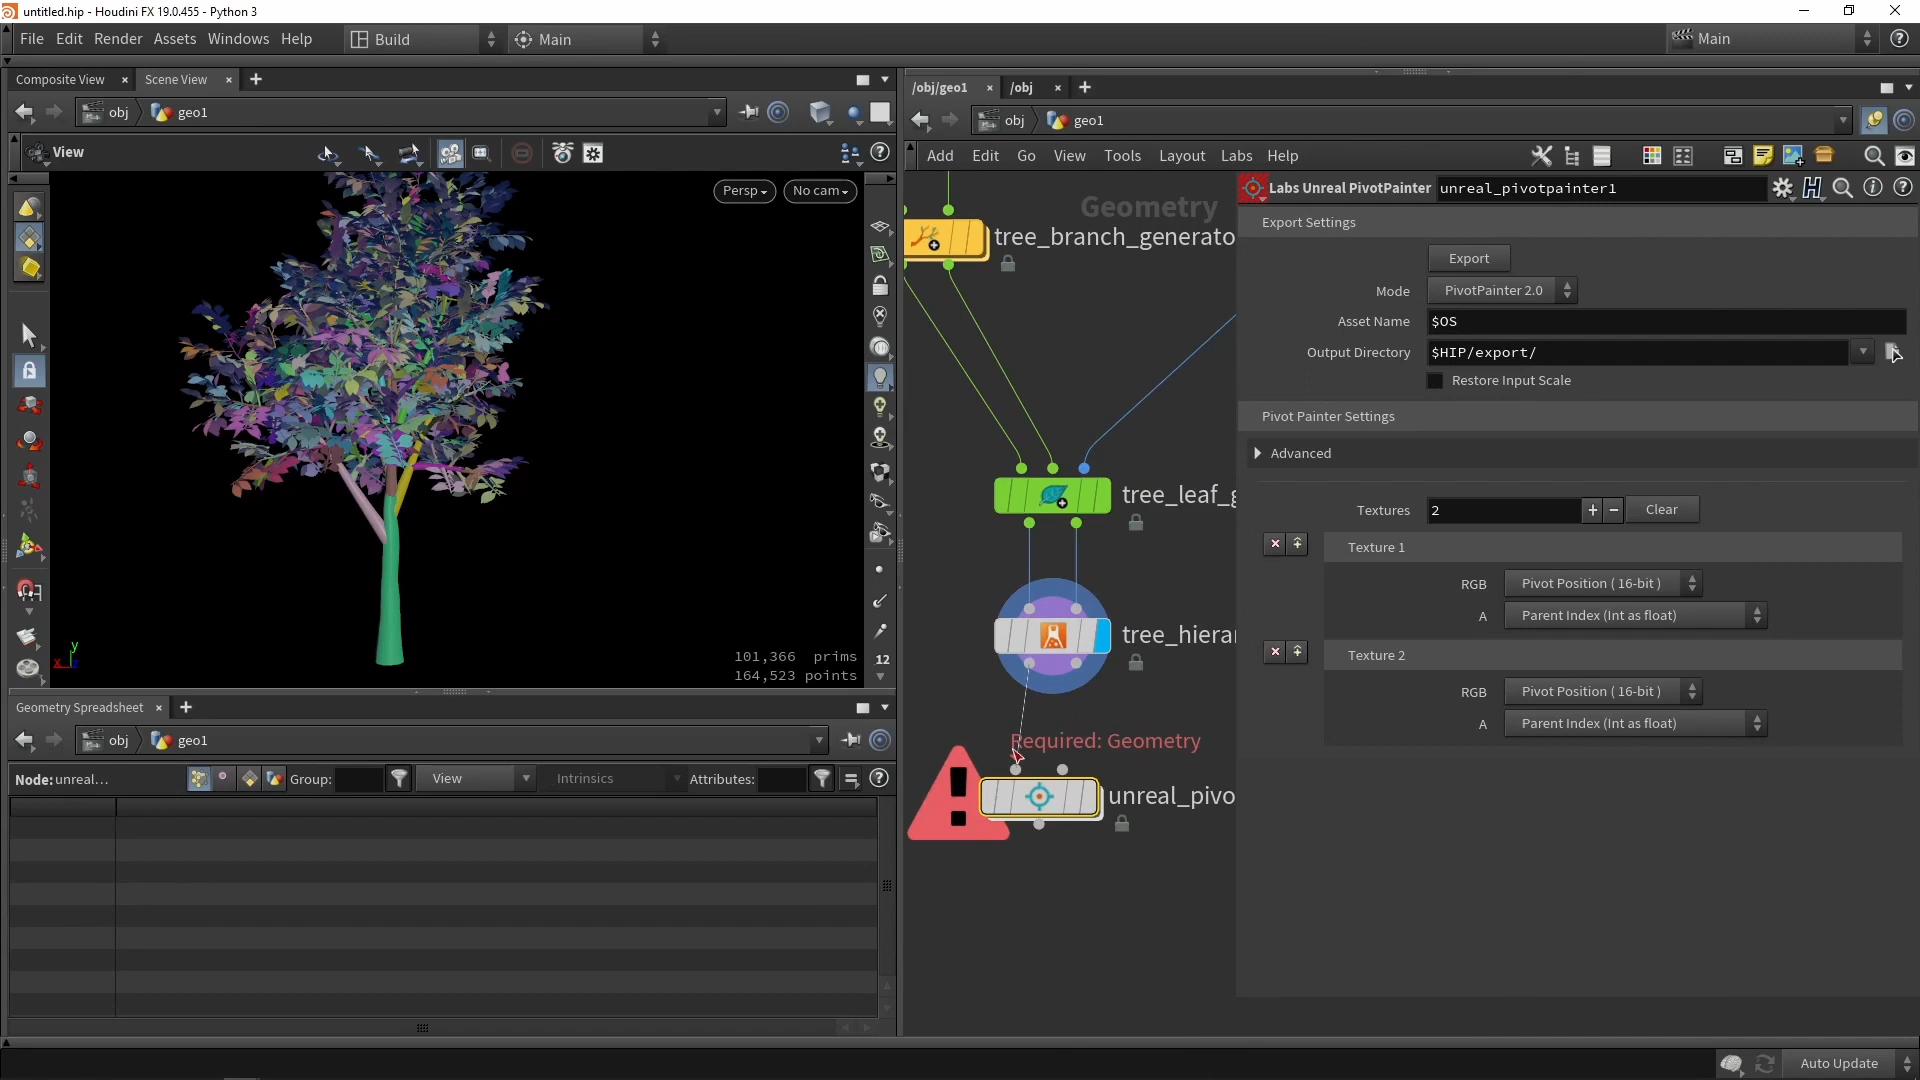 untitled.hip - Houdini FX 19.0.455 - Python 3
File Edit Render Assets Windows Help Build Main Main
Composite View Scene View
obj geo1
View
Persp No cam
101,366 prims
164,523 points
12
y
x
Geometry Spreadsheet
obj geo1
Node:unreal... Group: View Intrinsics Attributes:
/obj/geo1 /obj
obj geo1
Add Edit Go View Tools Layout Labs Help
Geometry
tree_branch_generato
tree_leaf_g
tree_hierar
Required: Geometry
unreal_pivo
Labs Unreal PivotPainter unreal_pivotpainter1
Export Settings
Export
Mode PivotPainter 2.0
Asset Name $OS
Output Directory $HIP/export/
Restore Input Scale
Pivot Painter Settings
Advanced
Textures 2 Clear
Texture 1
RGB Pivot Position ( 16-bit )
A Parent Index (Int as float)
Texture 2
RGB Pivot Position ( 16-bit )
A Parent Index (Int as float)
Auto Update